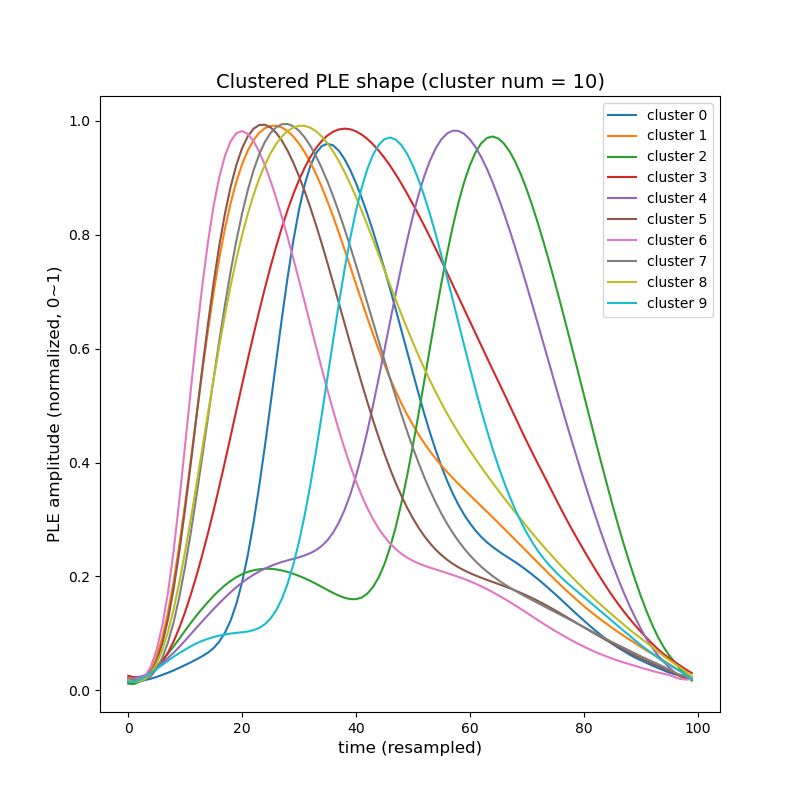 Clustered PLE shape (cluster num = 10)
PLE amplitude (normalized, 0~1)
1.0
0.8
0.6
0.4
0.2
0.0
cluster 0
cluster 1
cluster 2
cluster 3
cluster 4
cluster 5
cluster 6
cluster 7
cluster 8
cluster 9
0 20 40 60 80 100
time (resampled)